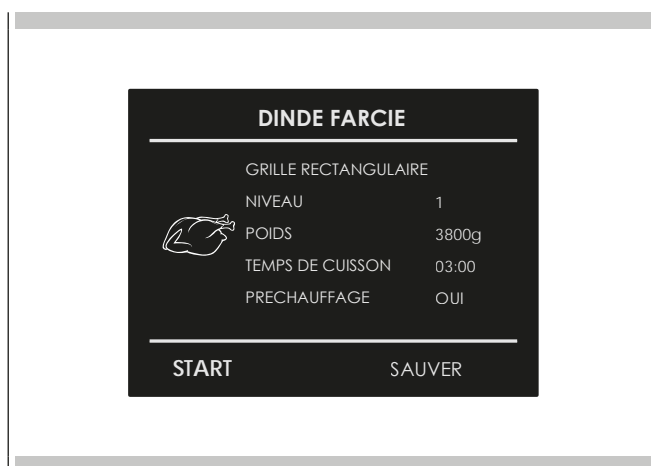 DINDE FARCIE
GRILLE RECTANGULAIRE
NIVEAU 1
POIDS 3800g
TEMPS DE CUISSON 03:00
PRECHAUFFAGE OUI
START SAUVER